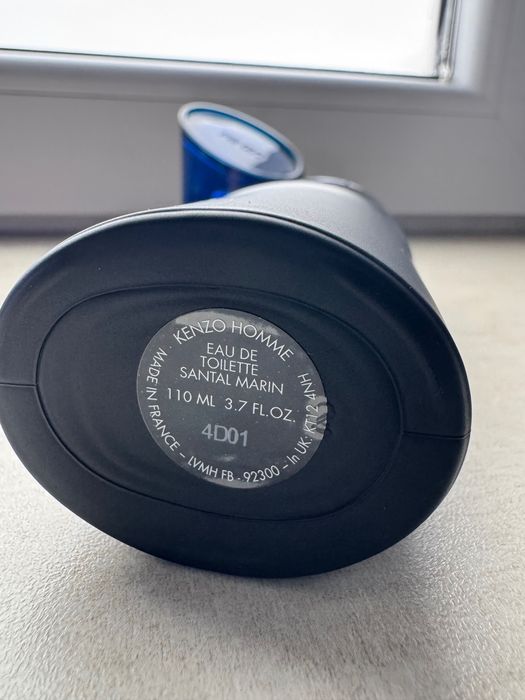 KENZO HOMME
EAU DE
TOILETTE
SANTAL MARIN
110 ML 3.7 FL.OZ.
4D01
MADE IN FRANCE – LVMH FB - 92300 – In UK: KT12 4NH